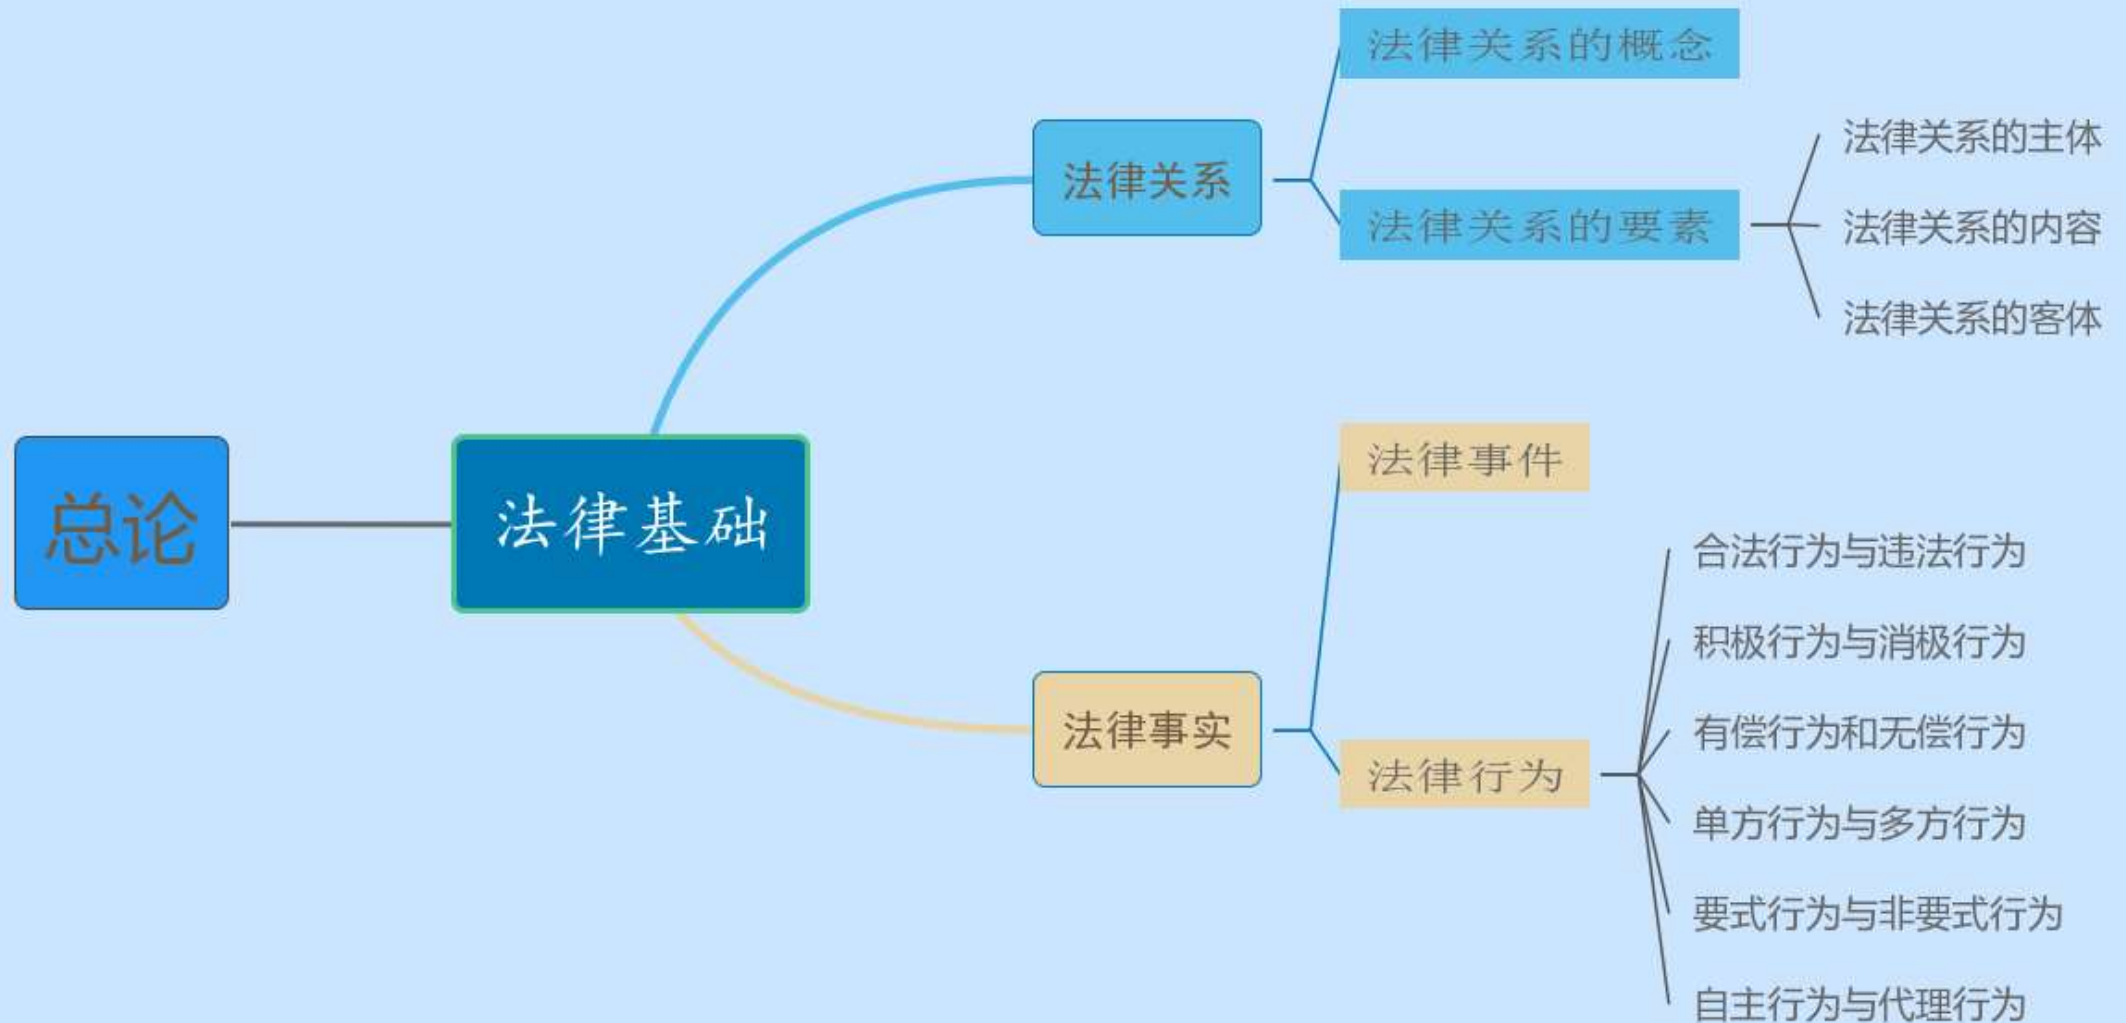 总论
法律基础
法律关系
法律关系的概念
法律关系的要素
法律关系的主体
法律关系的内容
法律关系的客体
法律事实
法律事件
法律行为
合法行为与违法行为
积极行为与消极行为
有偿行为和无偿行为
单方行为与多方行为
要式行为与非要式行为
自主行为与代理行为